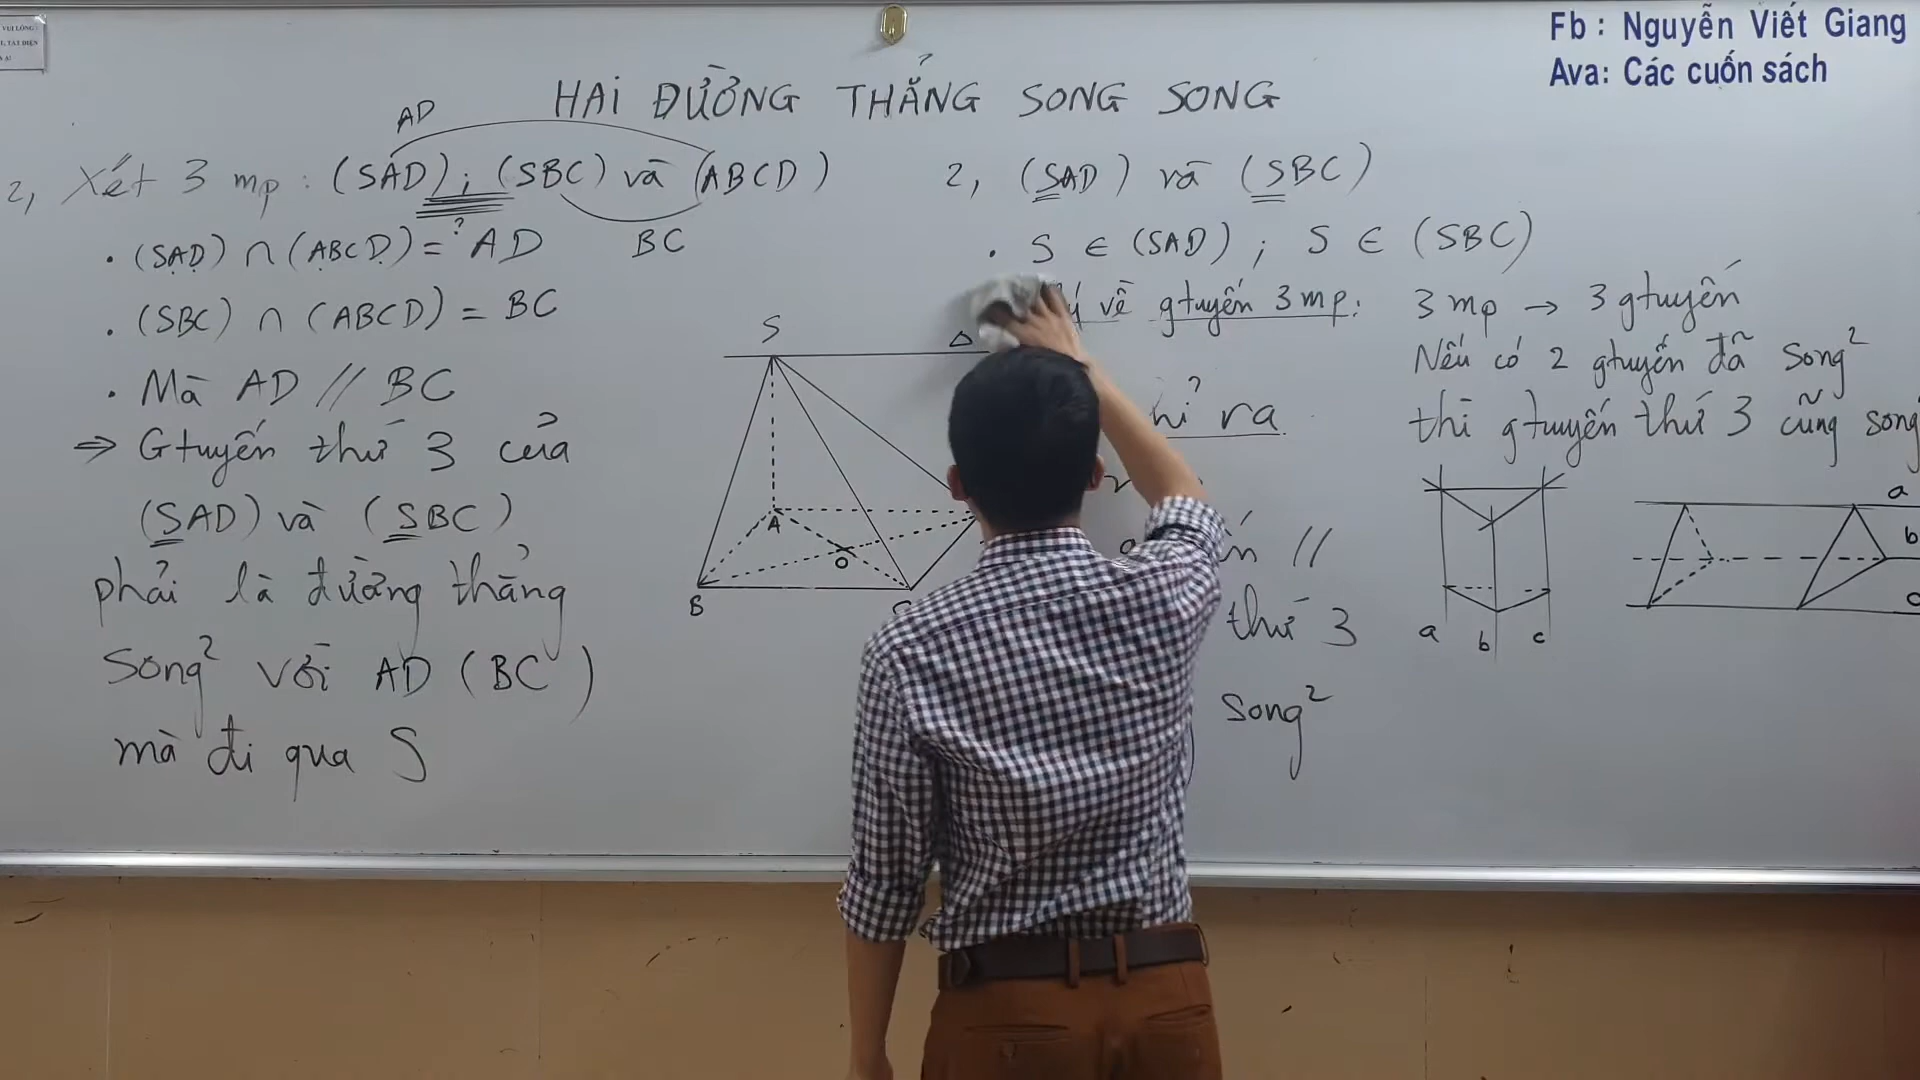 VUI LÒNG
Fb : Nguyễn Viết Giang
Ava: Các cuốn sách
HAI ĐƯỜNG THẲNG SONG SONG
AD
2, Xét 3 mp : (SAD) ; (SBC) và (ABCD)
BC
. (SAD) ∩ (ABCD) = ? AD
. (SBC) ∩ (ABCD) = BC
. Mà AD // BC
⇒ Gtuyến thứ 3 của
(SAD) và (SBC)
phải là đường thẳng
Song² với AD (BC)
mà đi qua S
S
Δ
A
O
B
C
2, (SAD) và (SBC)
. S ∈ (SAD) ; S ∈ (SBC)
về gtuyến 3 mp :
ra
//
thứ 3
Song²
3 mp → 3 gtuyến
Nếu có 2 gtuyến đã song²
thì gtuyến thứ 3 cũng song
a b c
a
b
c